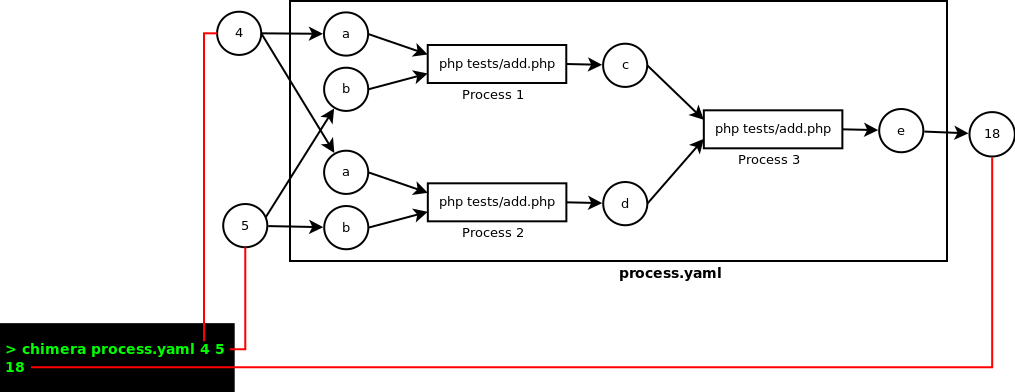 4
a
php tests/add.php
Process 1
c
b
php tests/add.php
Process 3
e
18
a
php tests/add.php
Process 2
d
5
b
process.yaml
> chimera process.yaml 4 5
18